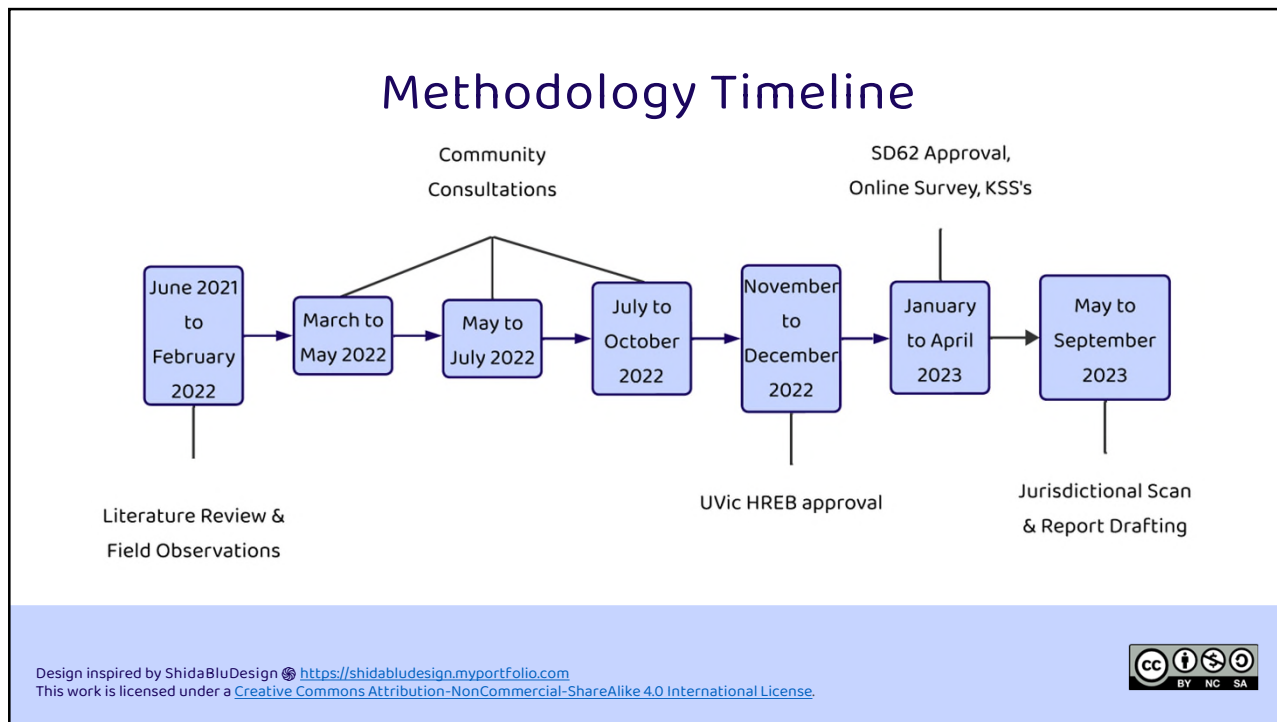 Methodology Timeline
Community
Consultations
SD62 Approval,
Online Survey, KSS's
June 2021
to
February
2022
March to
May 2022
May to
July 2022
July to
October
2022
November
to
December
2022
January
to April
2023
May to
September
2023
Literature Review &
Field Observations
UVic HREB approval
Jurisdictional Scan
& Report Drafting
Design inspired by ShidaBluDesign https://shidabludesign.myportfolio.com
This work is licensed under a Creative Commons Attribution-NonCommercial-ShareAlike 4.0 International License.
cc
BY NC SA